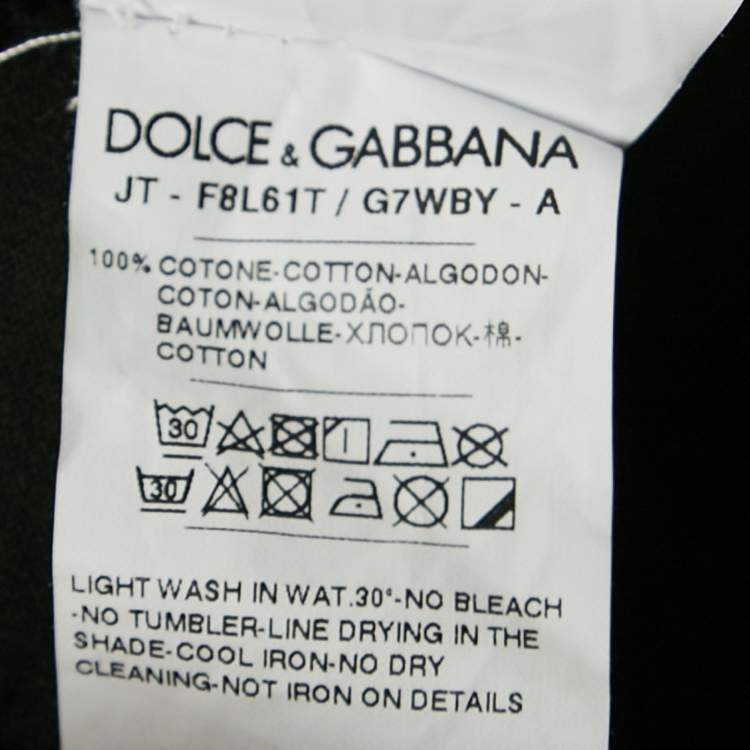 DOLCE & GABBANA
JT - F8L61T / G7WBY - A
100% COTONE-COTTON-ALGODON-
COTON-ALGODÃO-
BAUMWOLLE-ХЛОПОК-棉-
COTTON
30
30
LIGHT WASH IN WAT.30°-NO BLEACH
-NO TUMBLER-LINE DRYING IN THE
SHADE-COOL IRON-NO DRY
CLEANING-NOT IRON ON DETAILS